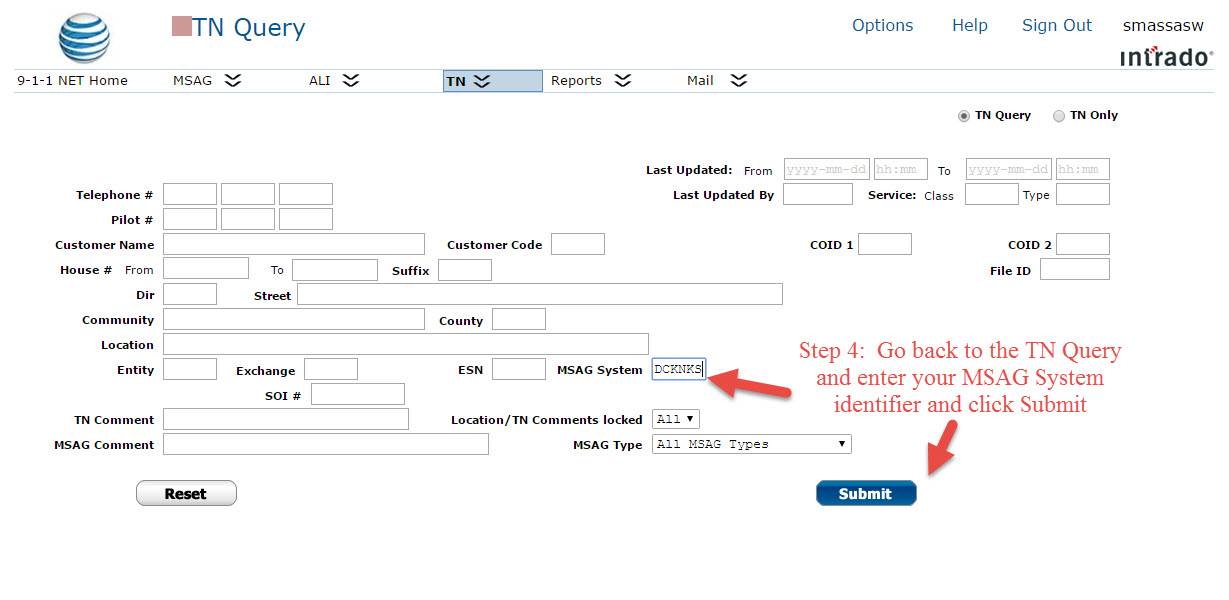 TN Query
Options Help Sign Out smassasw
intrado
9-1-1 NET Home MSAG ALI TN Reports Mail
TN Query TN Only
Last Updated: From yyyy-mm-dd hh:mm To yyyy-mm-dd hh:mm
Telephone # Last Updated By Service: Class Type
Pilot #
Customer Name Customer Code COID 1 COID 2
House # From To Suffix File ID
Dir Street
Community County
Location
Entity Exchange ESN MSAG System DCKNKS
SOI #
TN Comment Location/TN Comments locked All
MSAG Comment MSAG Type All MSAG Types
Step 4: Go back to the TN Query
and enter your MSAG System
identifier and click Submit
Reset Submit